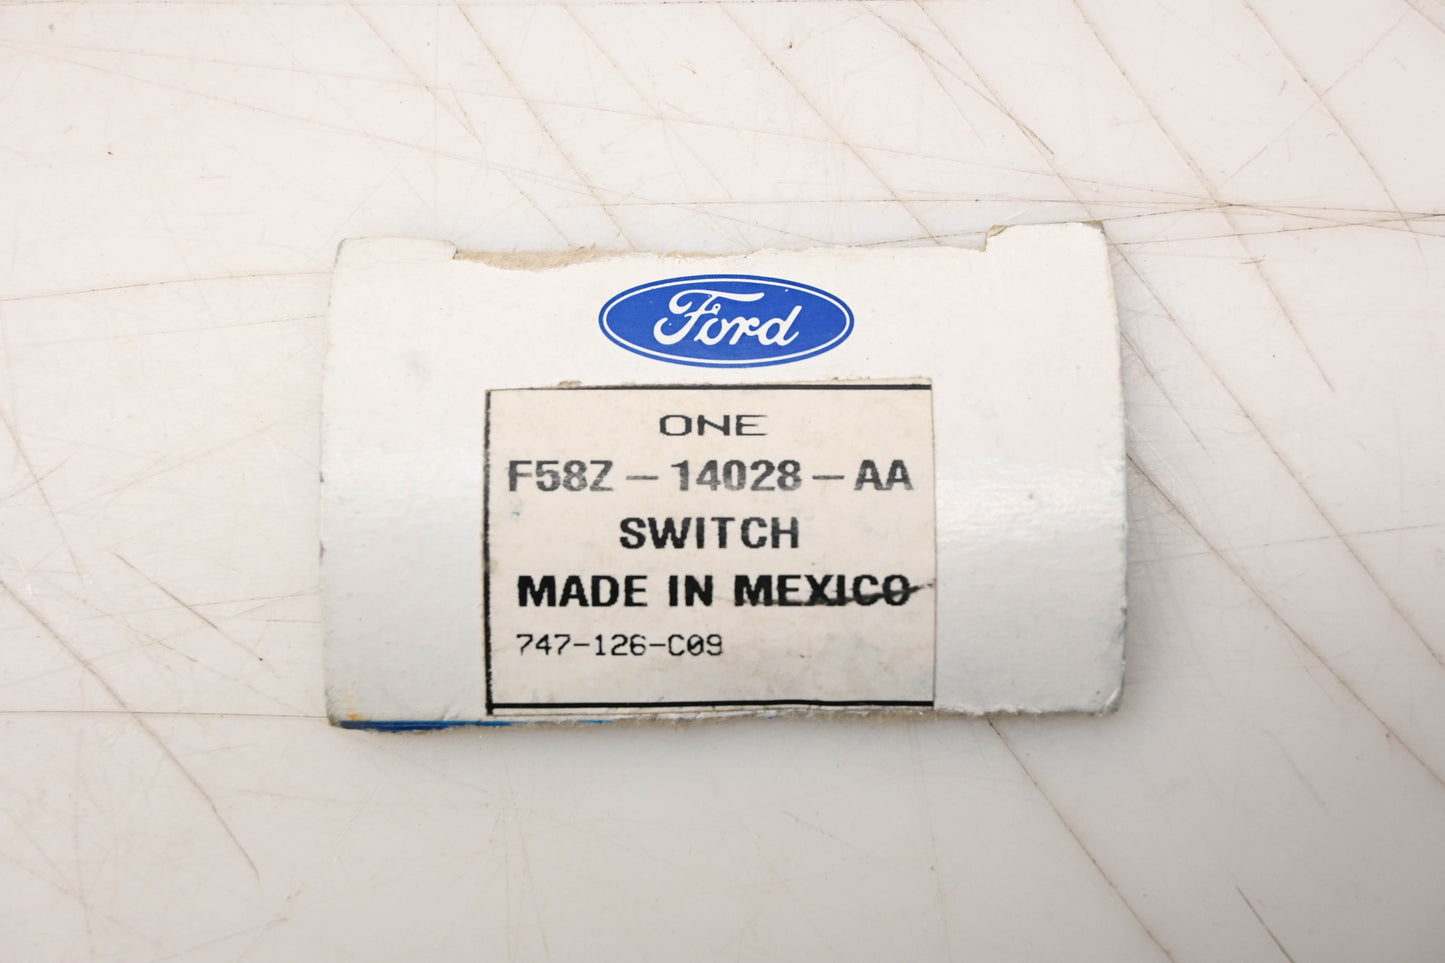 Ford
ONE
F58Z-14028-AA
SWITCH
MADE IN MEXICO
747-126-C09